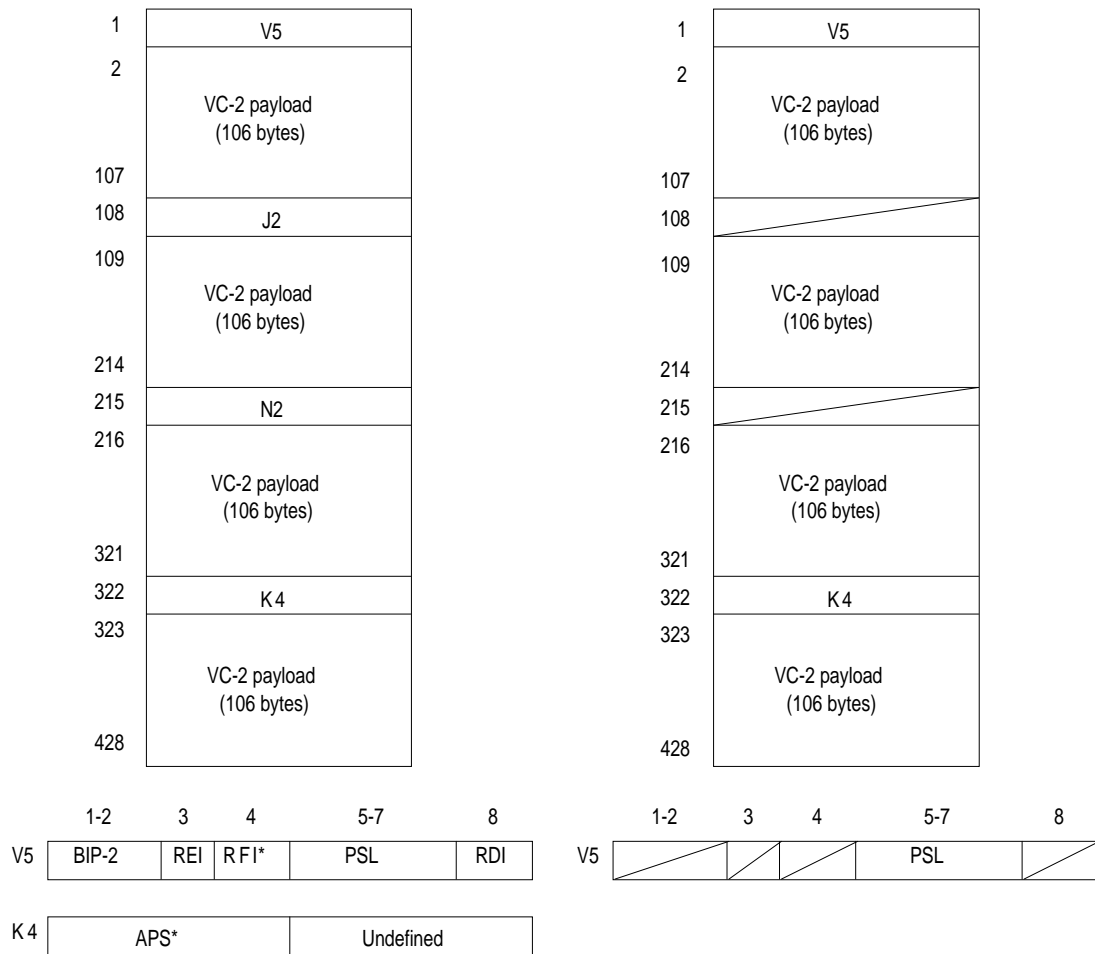 1 V5
2
VC-2 payload
(106 bytes)
107
108 J2
109
VC-2 payload
(106 bytes)
214
215 N2
216
VC-2 payload
(106 bytes)
321
322 K4
323
VC-2 payload
(106 bytes)
428
1 V5
2
VC-2 payload
(106 bytes)
107
108
109
VC-2 payload
(106 bytes)
214
215
216
VC-2 payload
(106 bytes)
321
322 K4
323
VC-2 payload
(106 bytes)
428
1-2 3 4 5-7 8
V5 BIP-2 REI RFI* PSL RDI
K4 APS* Undefined
1-2 3 4 5-7 8
V5 PSL